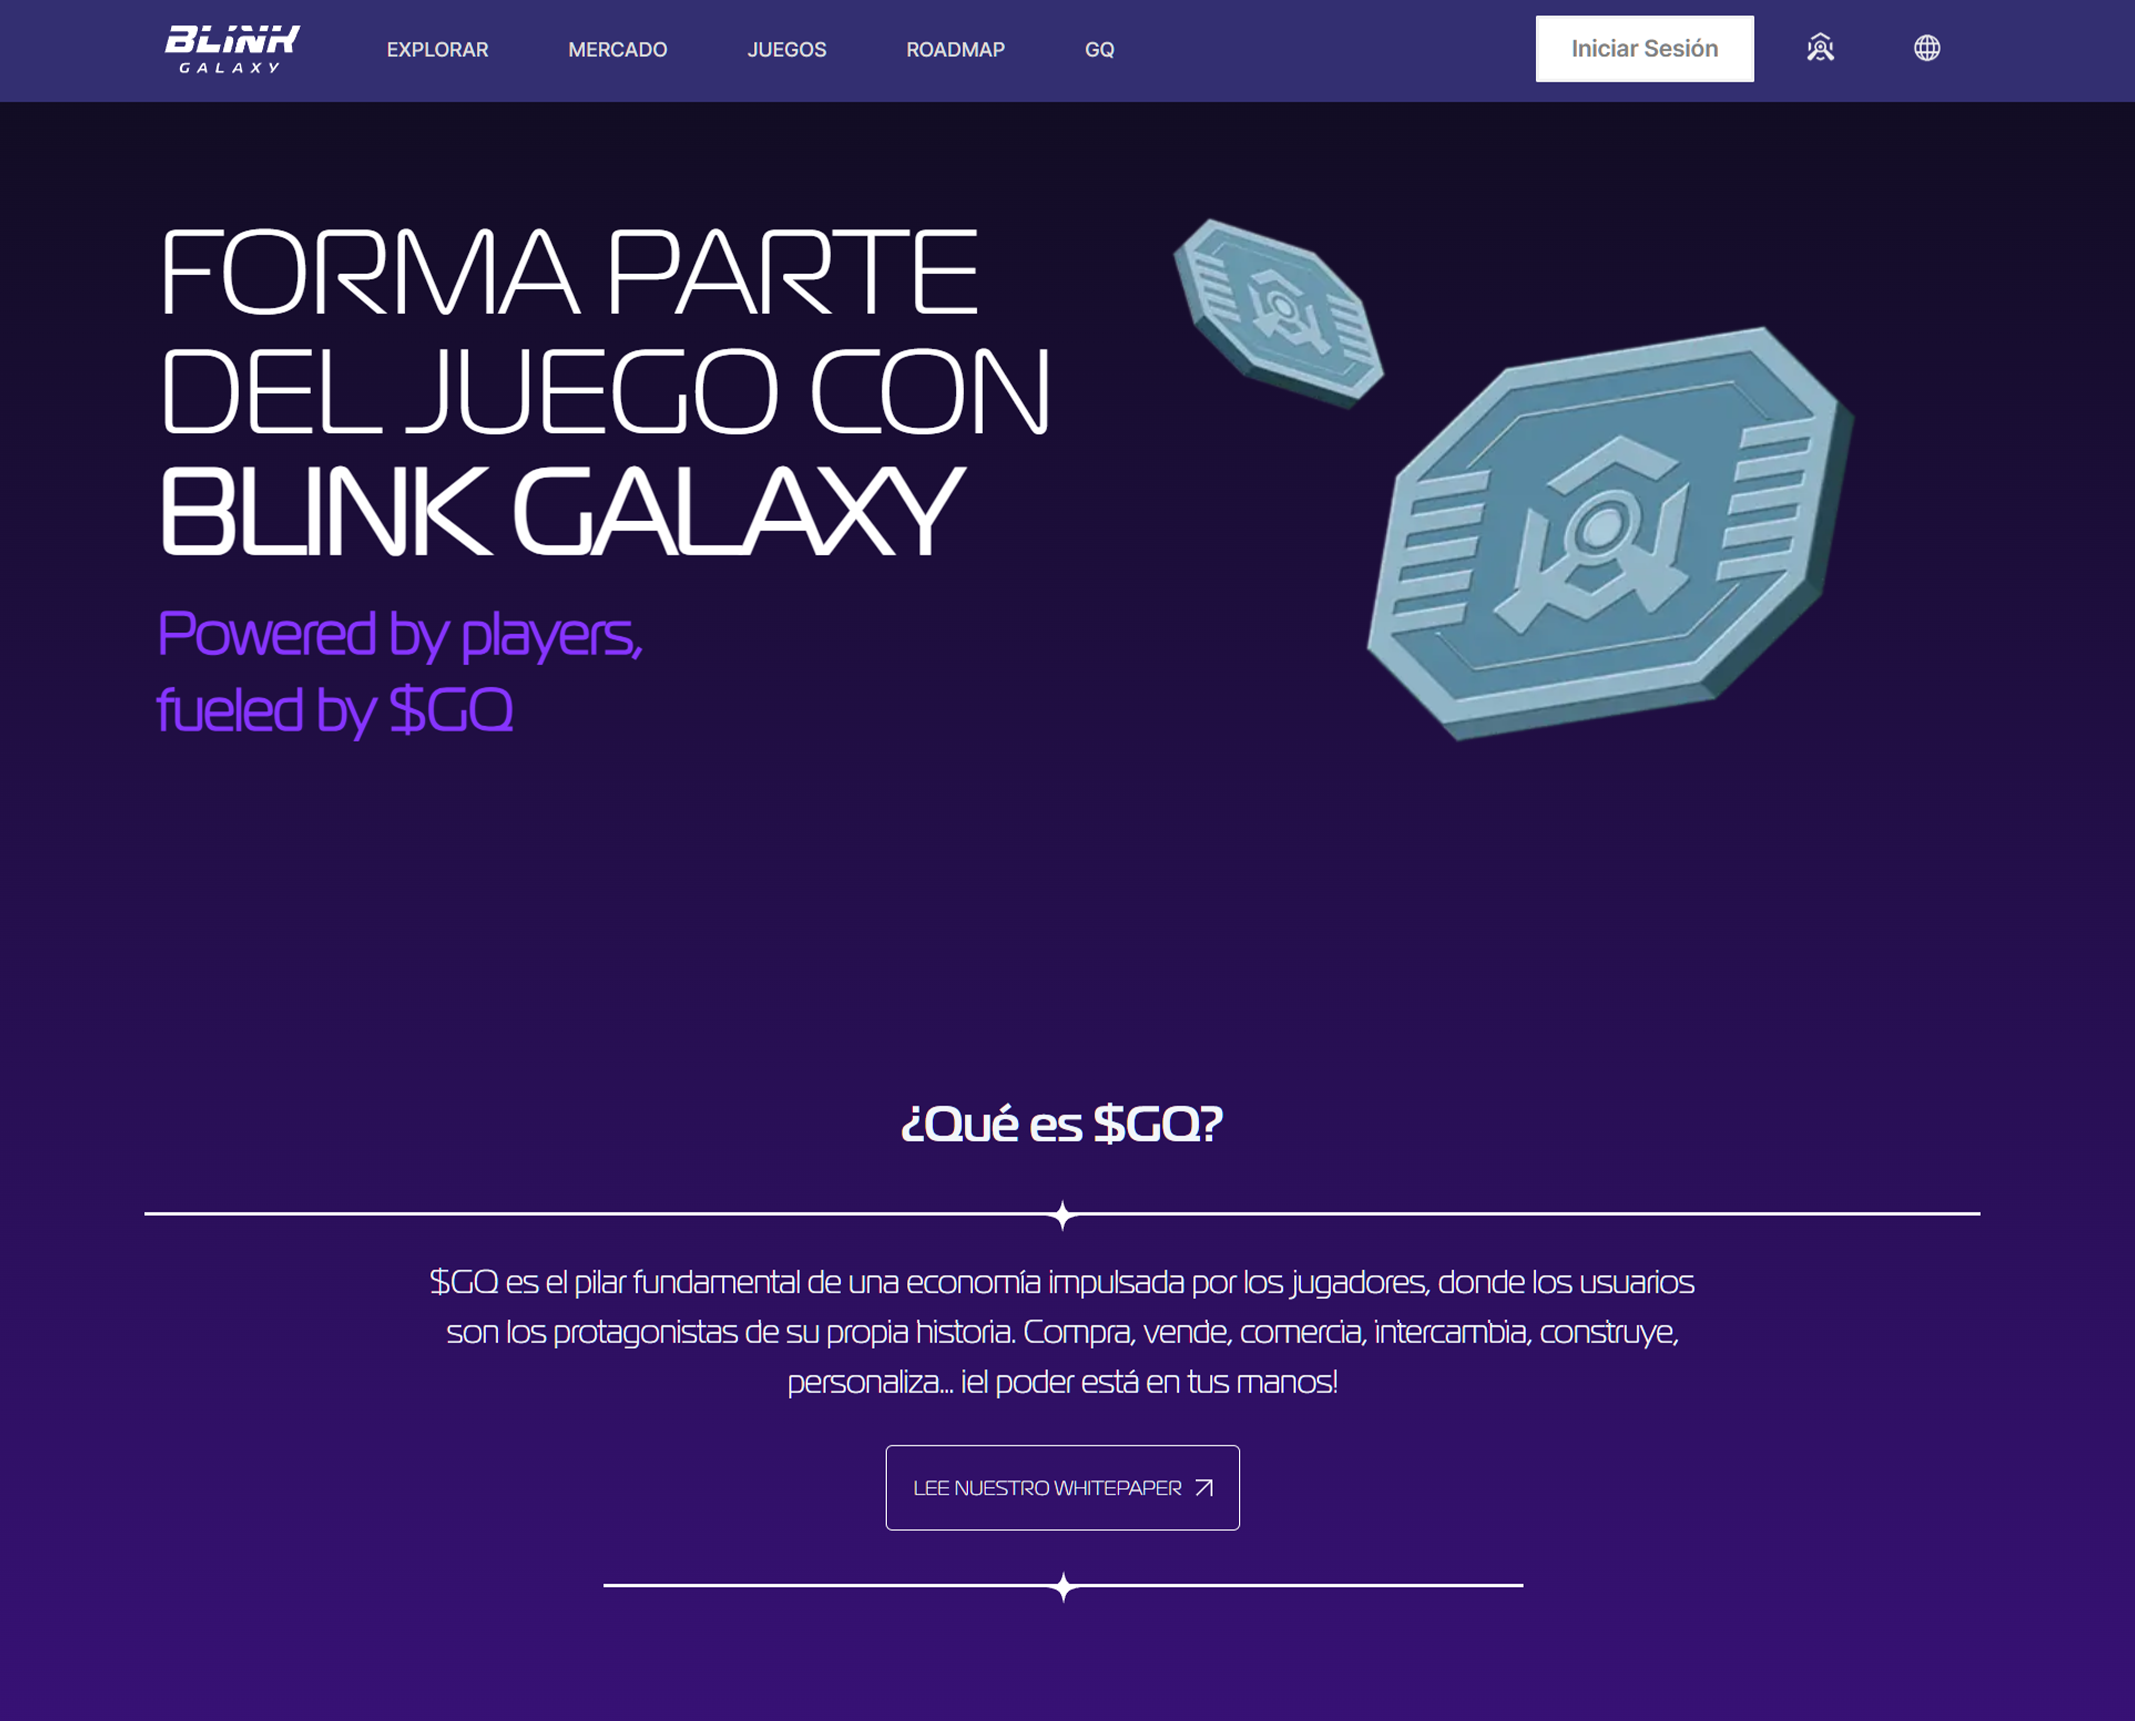 BLINK
GALAXY
EXPLORAR
MERCADO
JUEGOS
ROADMAP
GQ
Iniciar Sesión
FORMA PARTE
DEL JUEGO CON
BLINK GALAXY
Powered by players,
fueled by $GQ
¿Qué es $GQ?
$GQ es el pilar fundamental de una economía impulsada por los jugadores, donde los usuarios
son los protagonistas de su propia historia. Compra, vende, comercia, intercambia, construye,
personaliza... ¡el poder está en tus manos!
LEE NUESTRO WHITEPAPER